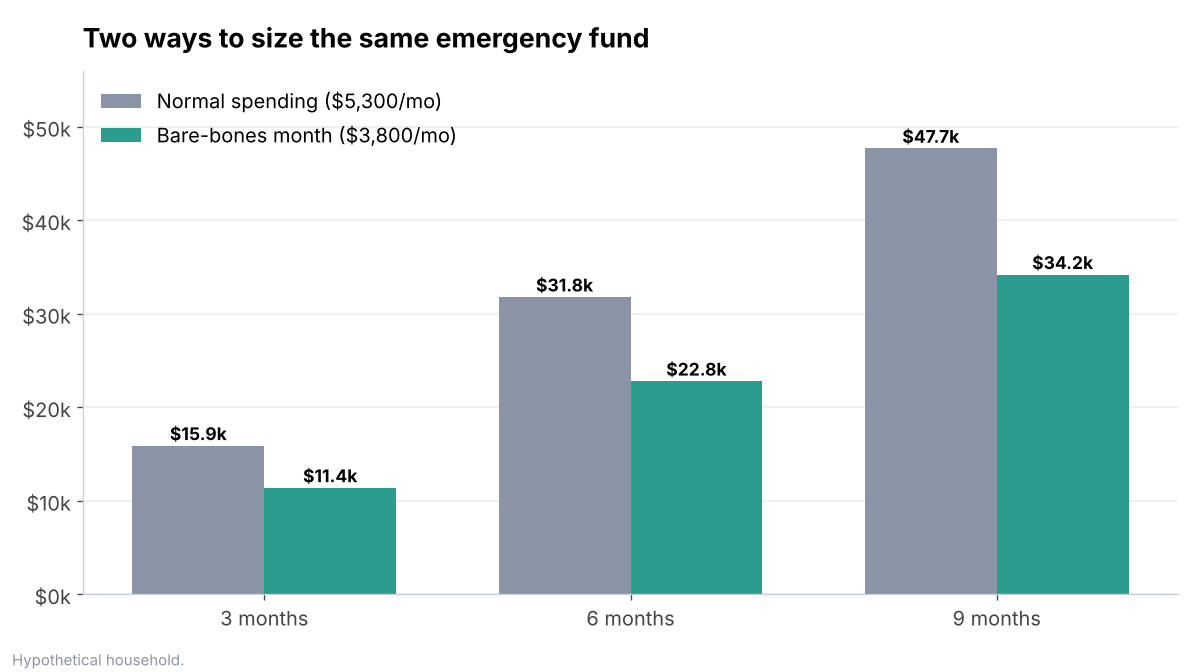 Two ways to size the same emergency fund
Normal spending ($5,300/mo)
Bare-bones month ($3,800/mo)
$50k
$40k
$30k
$20k
$10k
$0k
$15.9k
$11.4k
$31.8k
$22.8k
$47.7k
$34.2k
3 months
6 months
9 months
Hypothetical household.